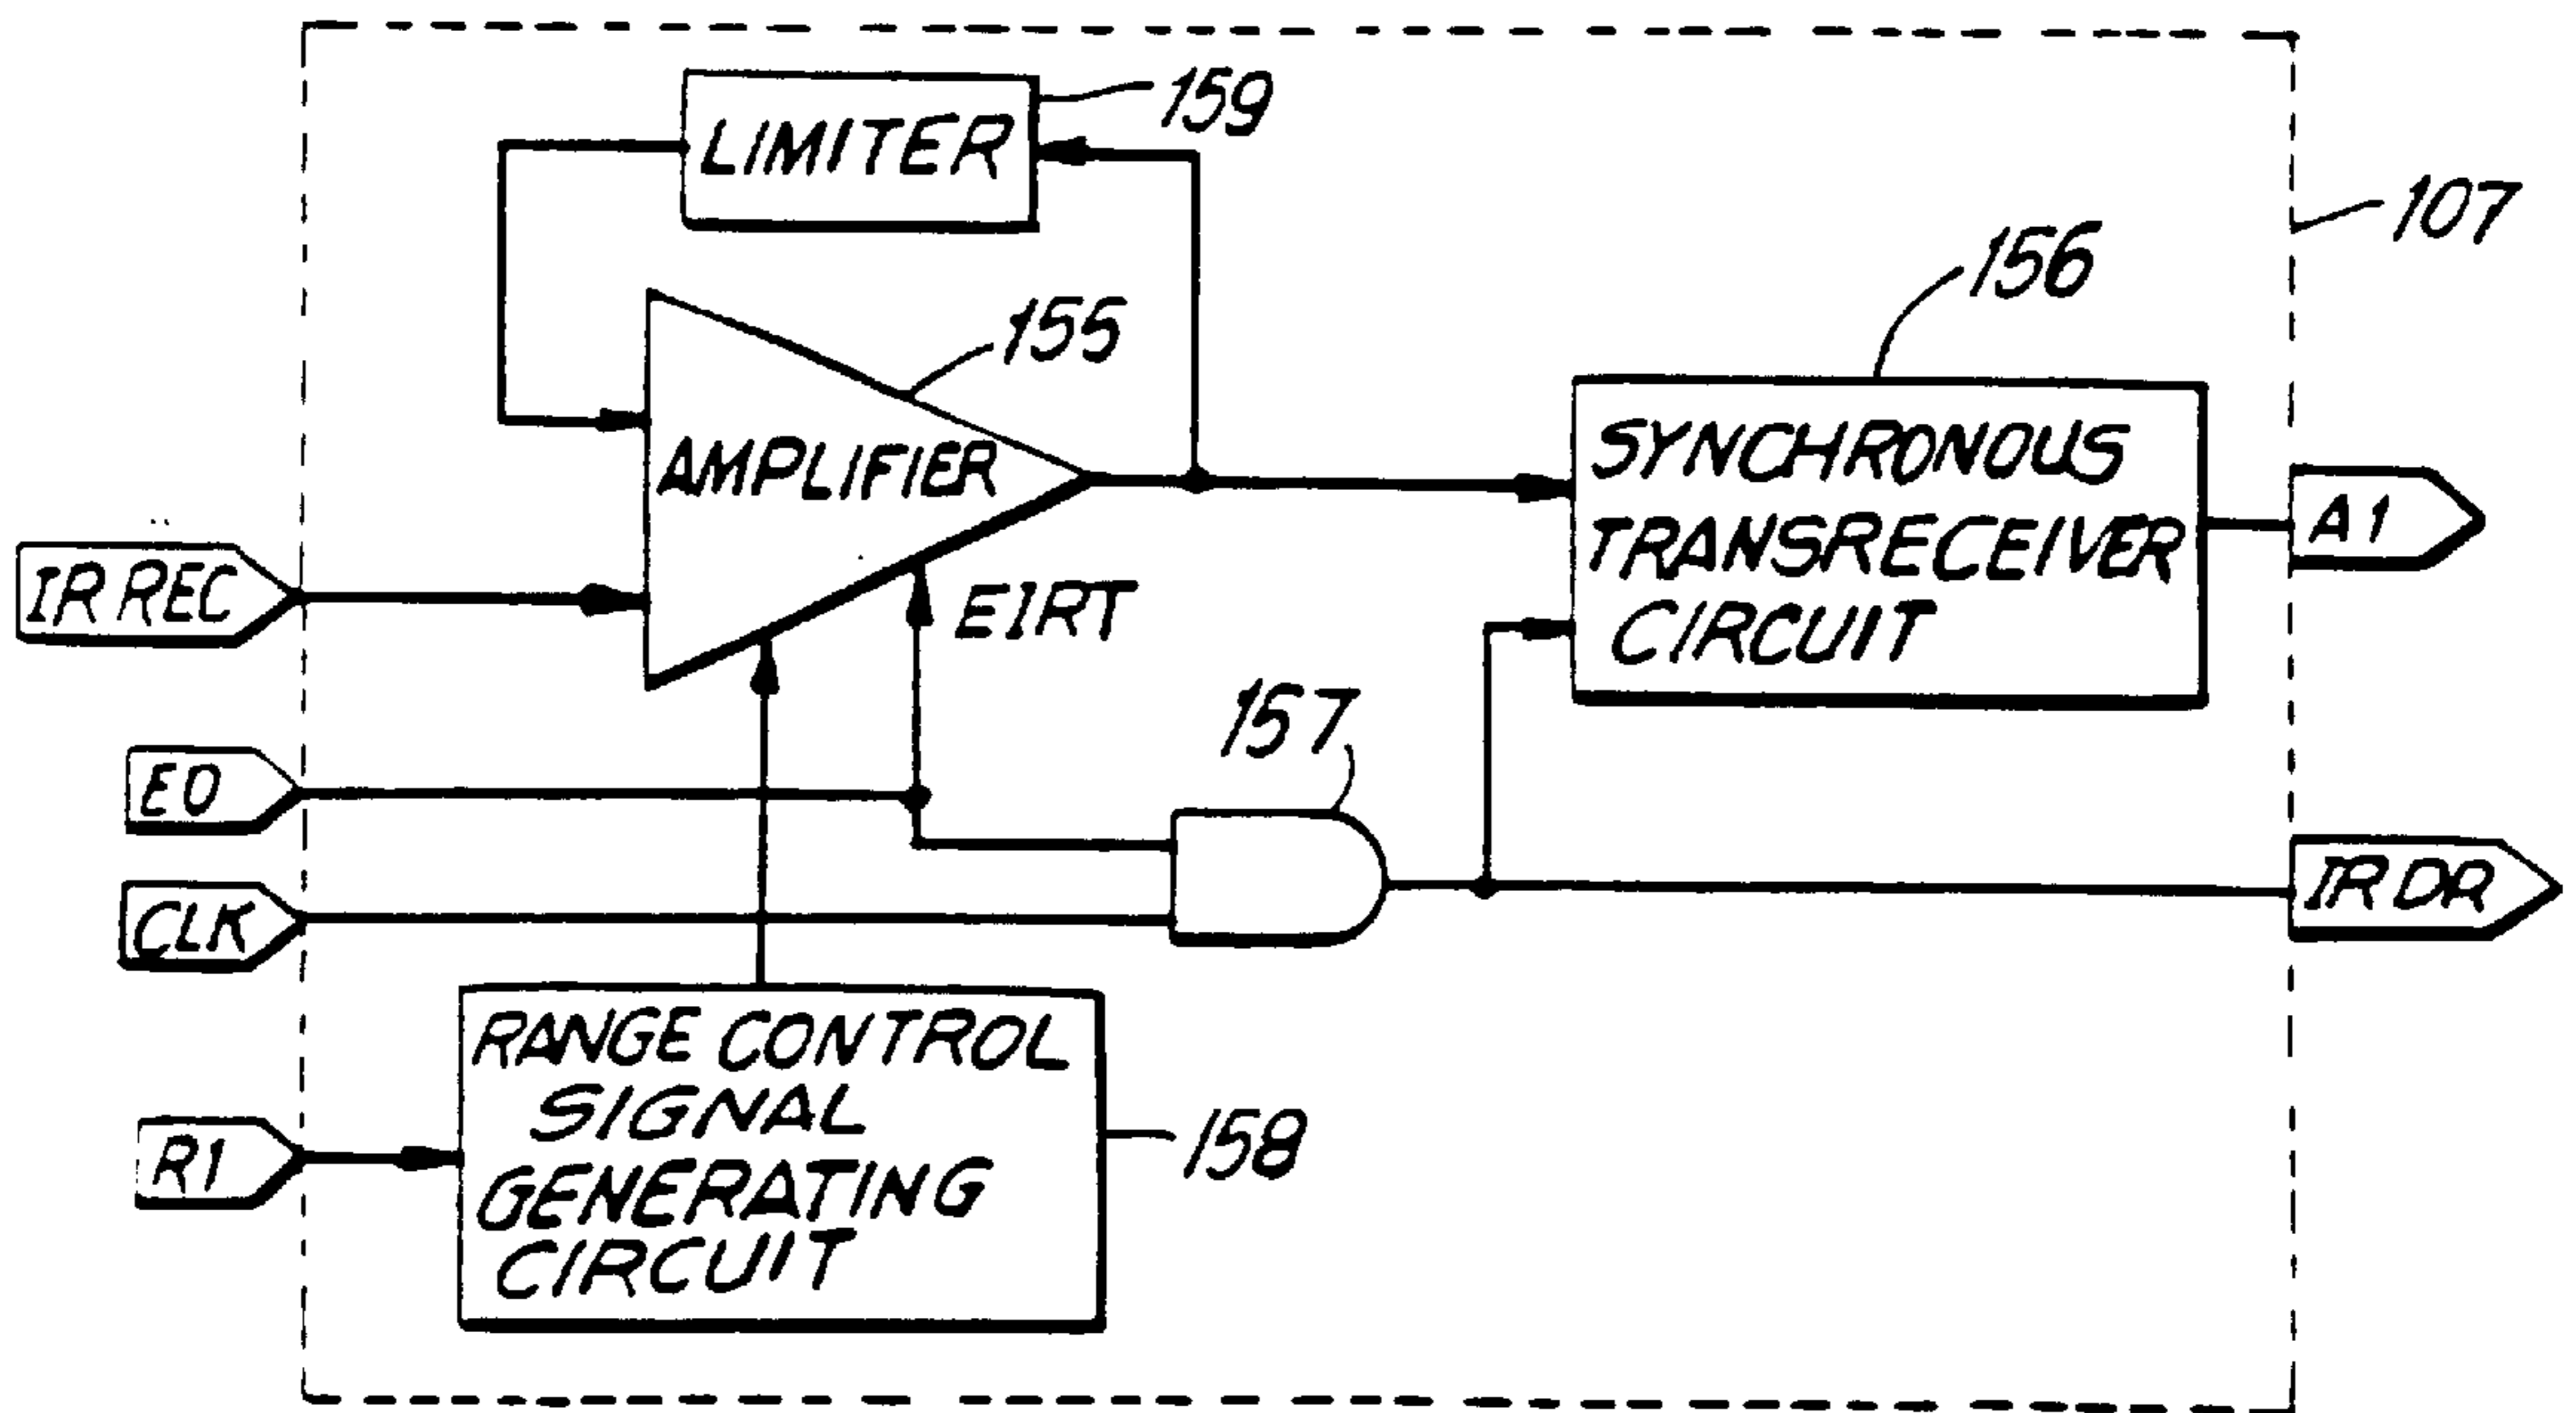 159
LIMITER
107
156
155
SYNCHRONOUS
TRANSRECEIVER
CIRCUIT
AMPLIFIER
A1
IR REC
EIRT
157
E0
IR DR
CLK
RANGE CONTROL
SIGNAL
GENERATING
CIRCUIT
158
R1